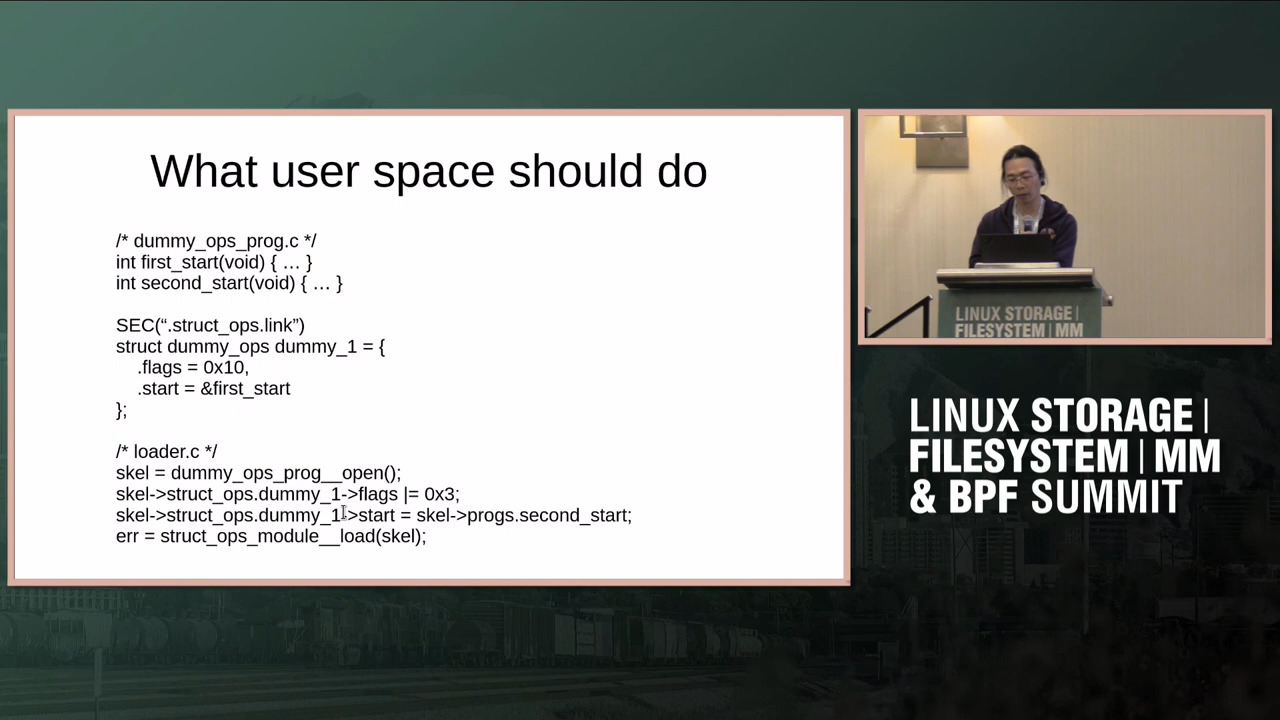 What user space should do
/* dummy_ops_prog.c */
int first_start(void) { … }
int second_start(void) { … }
SEC(“.struct_ops.link”)
struct dummy_ops dummy_1 = {
.flags = 0x10,
.start = &first_start
};
/* loader.c */
skel = dummy_ops_prog__open();
skel->struct_ops.dummy_1->flags |= 0x3;
skel->struct_ops.dummy_1->start = skel->progs.second_start;
err = struct_ops_module__load(skel);
LINUX STORAGE |
FILESYSTEM | MM
LINUX STORAGE |
FILESYSTEM | MM
& BPF SUMMIT